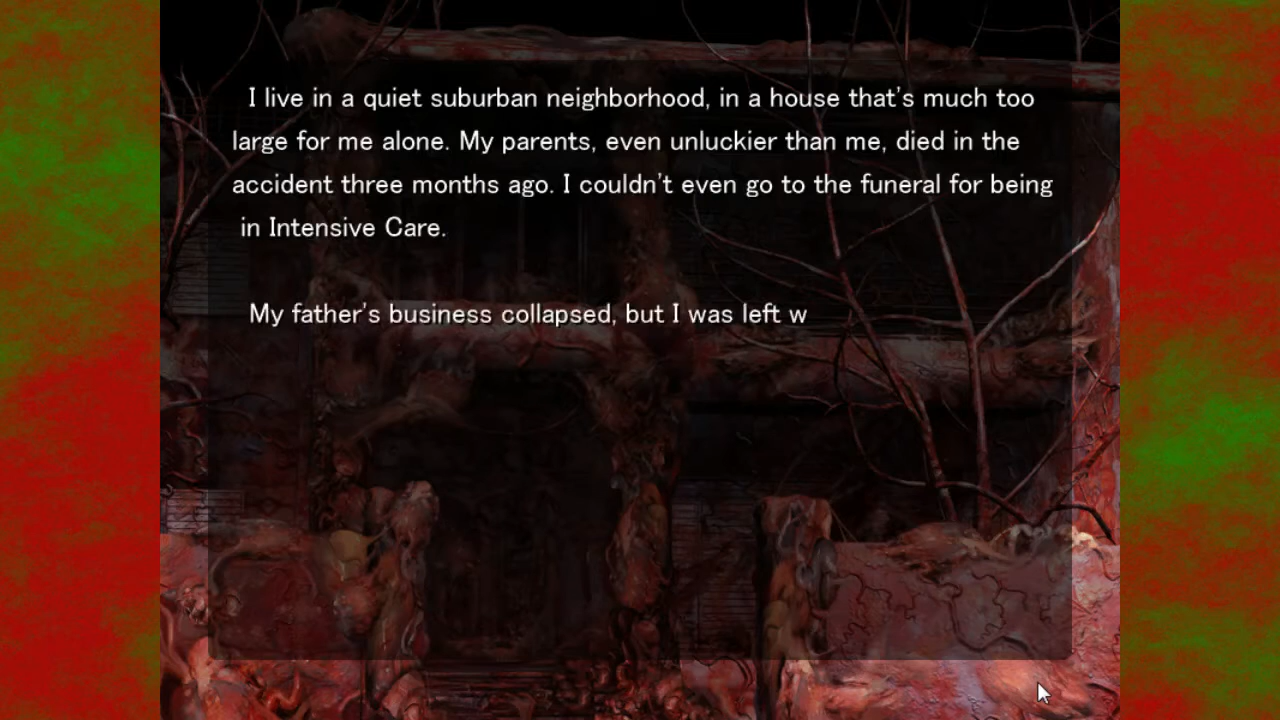 I live in a quiet suburban neighborhood, in a house that's much too
large for me alone. My parents, even unluckier than me, died in the
accident three months ago. I couldn't even go to the funeral for being
in Intensive Care.
My father's business collapsed, but I was left w